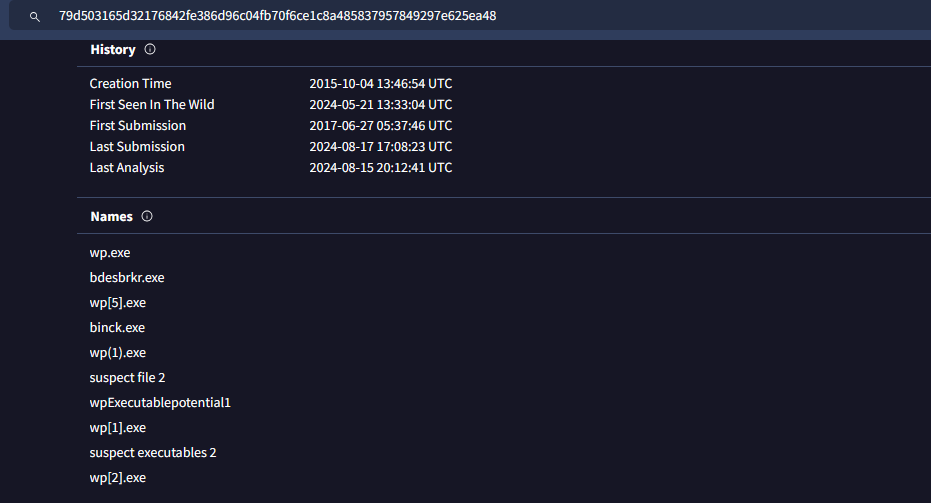 79d503165d32176842fe386d96c04fb70f6ce1c8a485837957849297e625ea48
History
Creation Time 2015-10-04 13:46:54 UTC
First Seen In The Wild 2024-05-21 13:33:04 UTC
First Submission 2017-06-27 05:37:46 UTC
Last Submission 2024-08-17 17:08:23 UTC
Last Analysis 2024-08-15 20:12:41 UTC
Names
wp.exe
bdesbrkr.exe
wp[5].exe
binck.exe
wp(1).exe
suspect file 2
wpExecutablepotential1
wp[1].exe
suspect executables 2
wp[2].exe